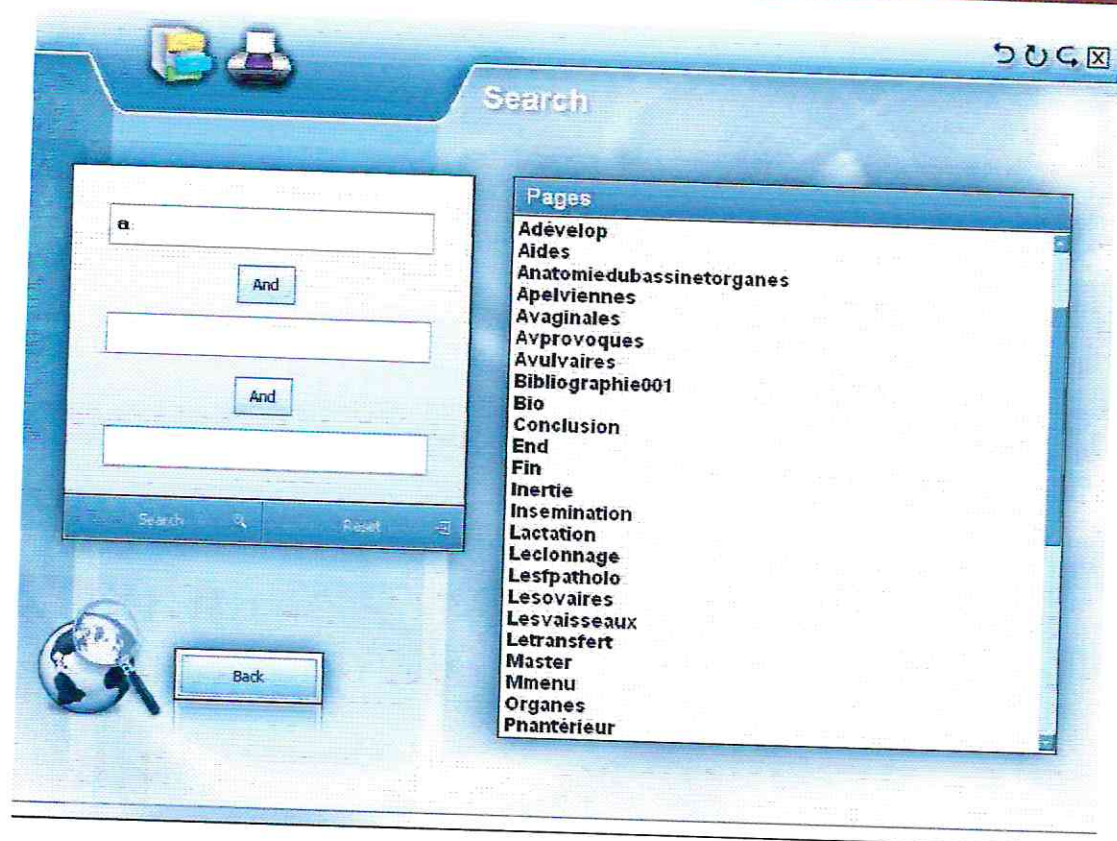 Search
a
And
And
Search
Reset
Back
Pages
Adévelop
Aides
Anatomiedubassinetorganes
Apelviennes
Avaginales
Avprovoques
Avulvaires
Bibliographie001
Bio
Conclusion
End
Fin
Inertie
Insemination
Lactation
Leclonnage
Lesfpatholo
Lesovaires
Lesvaisseaux
Letransfert
Master
Mmenu
Organes
Pnantérieur